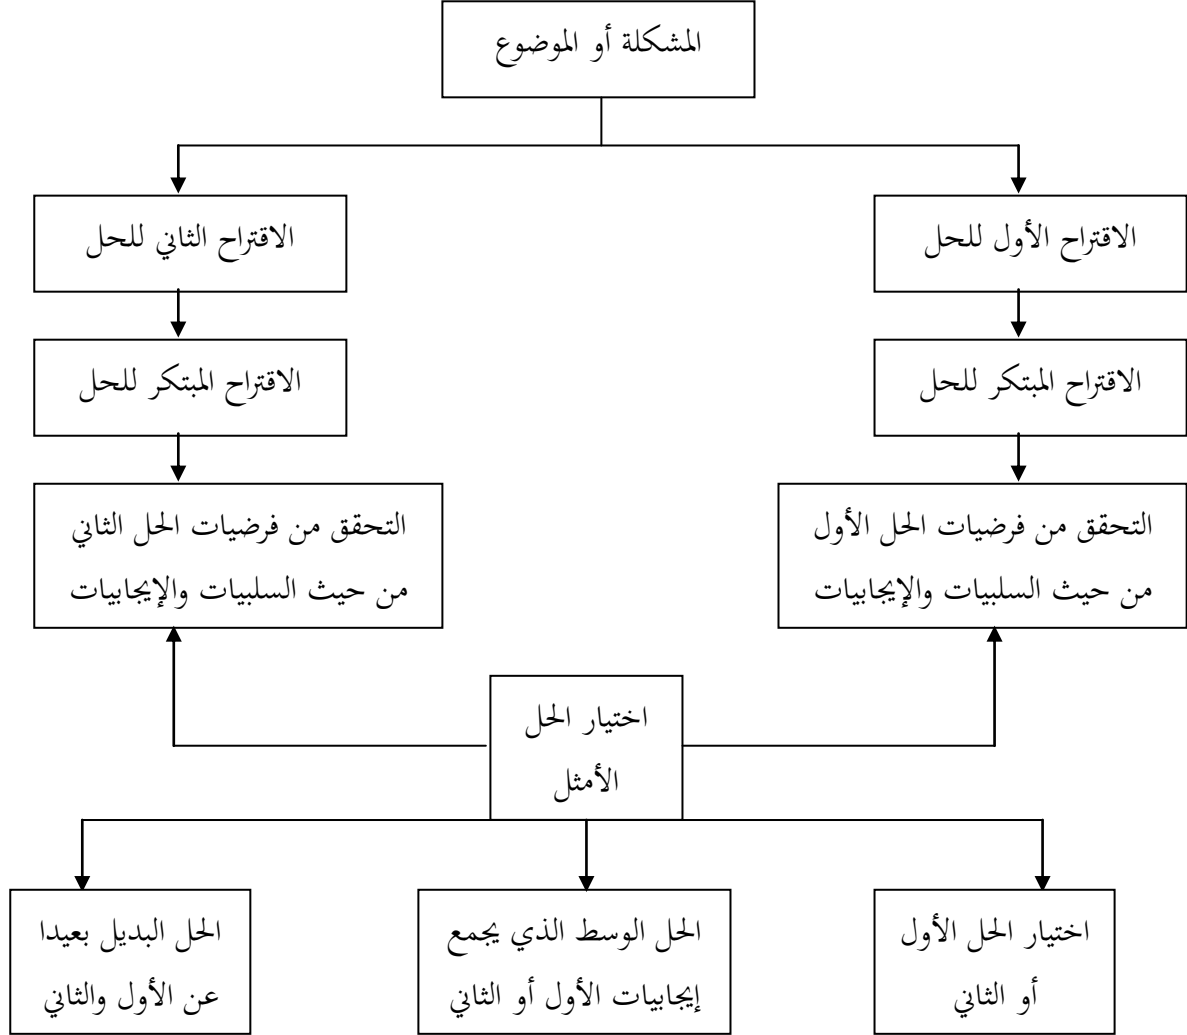 المشكلة أو الموضوع
الاقتراح الأول للحل
الاقتراح الثاني للحل
الاقتراح المبتكر للحل
الاقتراح المبتكر للحل
التحقق من فرضيات الحل الأول
من حيث السلبيات والإيجابيات
التحقق من فرضيات الحل الثاني
من حيث السلبيات والإيجابيات
اختيار الحل
الأمثل
اختيار الحل الأول
أو الثاني
الحل الوسط الذي يجمع
إيجابيات الأول أو الثاني
الحل البديل بعيدا
عن الأول والثاني